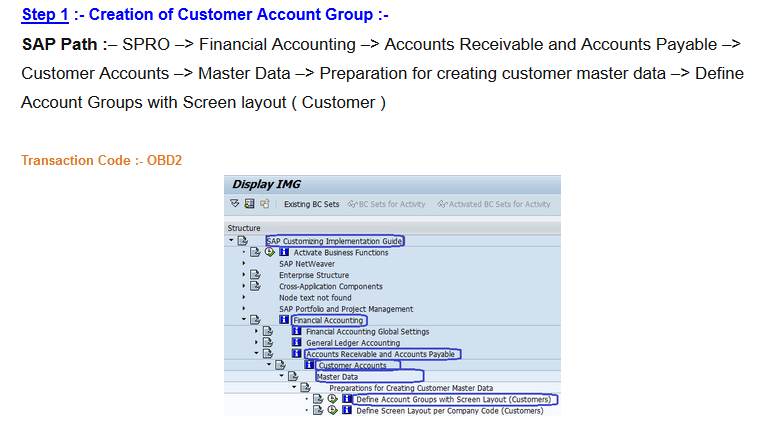 Step 1 :- Creation of Customer Account Group :-
SAP Path :– SPRO –> Financial Accounting –> Accounts Receivable and Accounts Payable –>
Customer Accounts –> Master Data –> Preparation for creating customer master data –> Define
Account Groups with Screen layout ( Customer )
Transaction Code :- OBD2
Display IMG
Existing BC Sets BC Sets for Activity Activated BC Sets for Activity
Structure
SAP Customizing Implementation Guide
Activate Business Functions
SAP NetWeaver
Enterprise Structure
Cross-Application Components
Node text not found
SAP Portfolio and Project Management
Financial Accounting
Financial Accounting Global Settings
General Ledger Accounting
Accounts Receivable and Accounts Payable
Customer Accounts
Master Data
Preparations for Creating Customer Master Data
Define Account Groups with Screen Layout (Customers)
Define Screen Layout per Company Code (Customers)